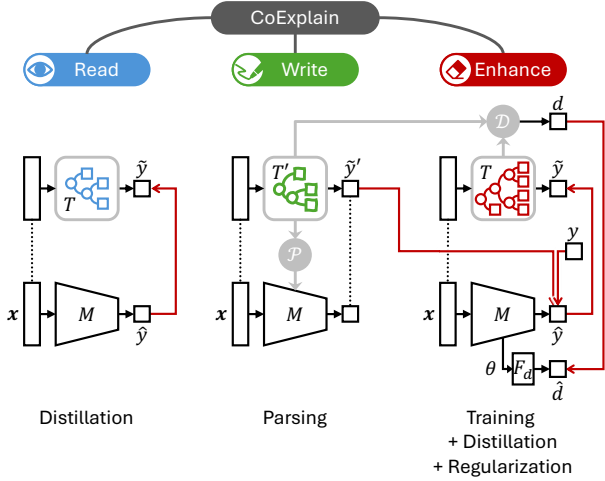 CoExplain
Read
Write
Enhance
d
𝒟
ỹ
T′
ỹ′
T
ỹ
T
𝒫
y
x
M
x
M
x
M
ŷ
ŷ
θ
F_d
d̂
Distillation
Parsing
Training
+ Distillation
+ Regularization